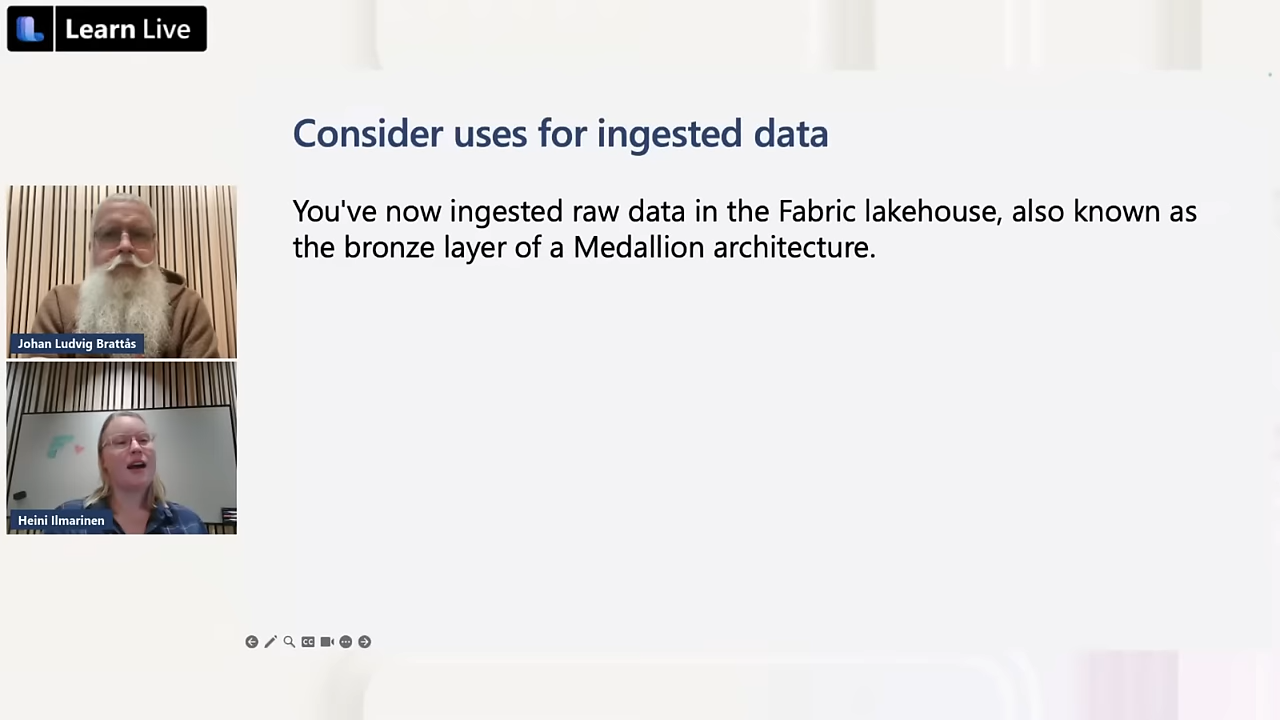 Learn Live
Consider uses for ingested data
You've now ingested raw data in the Fabric lakehouse, also known as
the bronze layer of a Medallion architecture.
Johan Ludvig Brattås
Heini Ilmarinen
CC